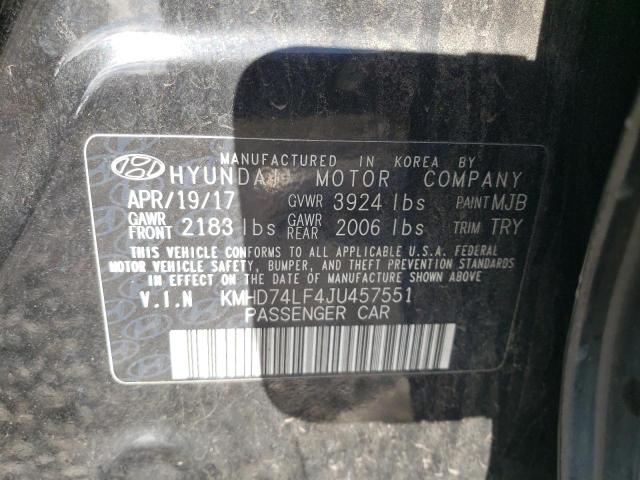 MANUFACTURED IN KOREA BY
HYUNDAI MOTOR COMPANY
APR/19/17 GVWR 3924 lbs PAINT MJB
GAWR FRONT 2183 lbs GAWR REAR 2006 lbs TRIM TRY
THIS VEHICLE CONFORMS TO ALL APPLICABLE U.S.A. FEDERAL
MOTOR VEHICLE SAFETY, BUMPER, AND THEFT PREVENTION STANDARDS
IN EFFECT ON THE DATE OF MANUFACTURE SHOWN ABOVE.
V.I.N KMHD74LF4JU457551
PASSENGER CAR